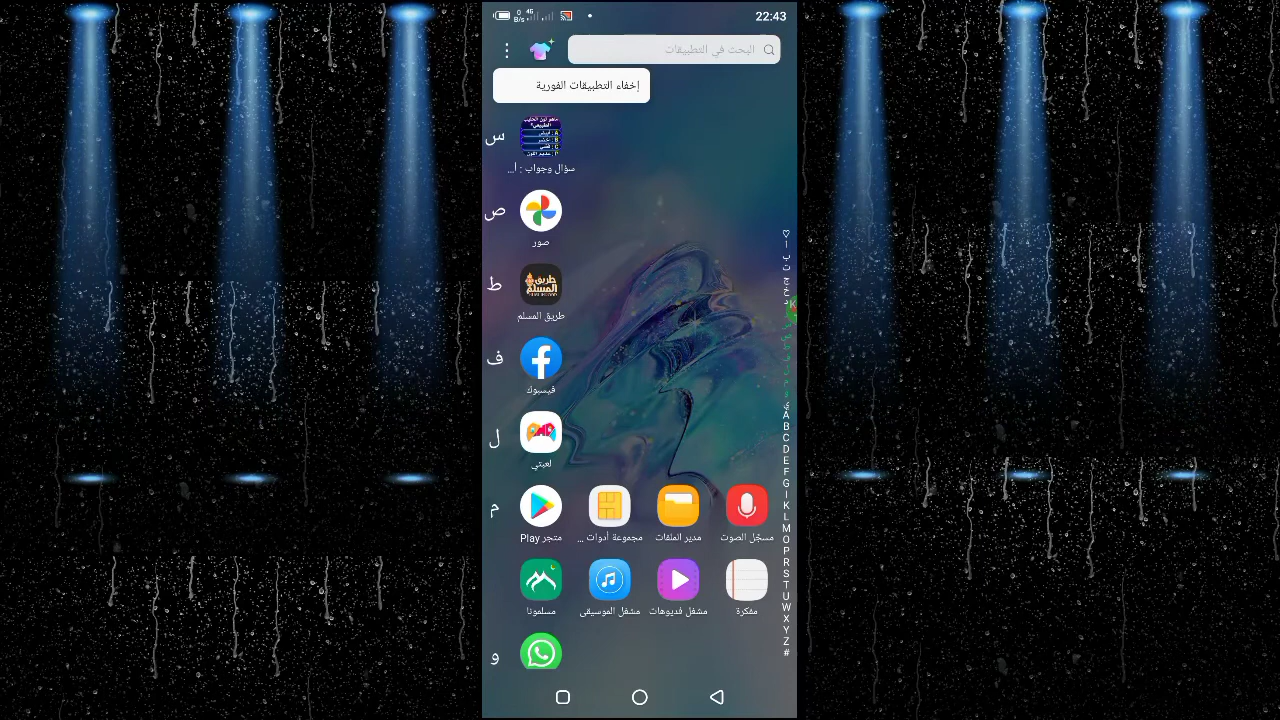 22:43
البحث في التطبيقات
إخفاء التطبيقات الفورية
س
سؤال وجواب : أ...
ص
صور
ط
طريق المسلم
ف
فيسبوك
ل
لعبتي
م
متجر Play
مجموعة أدوات ...
مدير الملفات
مسجّل الصوت
مسلمونا
مشغل الموسيقى
مشغل فديوهات
مفكرة
و
A
B
C
D
E
F
G
I
K
L
M
O
P
R
S
T
U
W
X
Y
Z
#